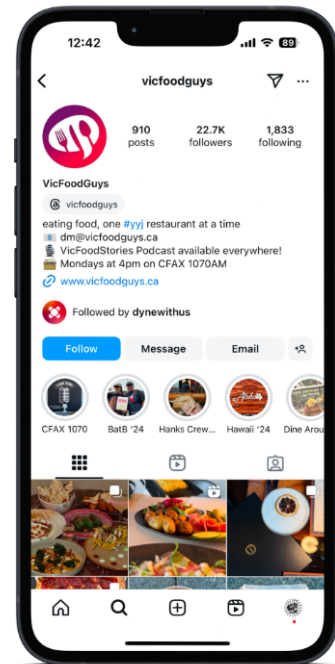 12:42
89
vicfoodguys
910
posts
22.7K
followers
1,833
following
VicFoodGuys
vicfoodguys
eating food, one #yyj restaurant at a time
dm@vicfoodguys.ca
VicFoodStories Podcast available everywhere!
Mondays at 4pm on CFAX 1070AM
www.vicfoodguys.ca
Followed by dynewithus
Follow
Message
Email
CFAX 1070
BatB '24
Hanks Crew...
Hawaii '24
Dine Arou
Aloha